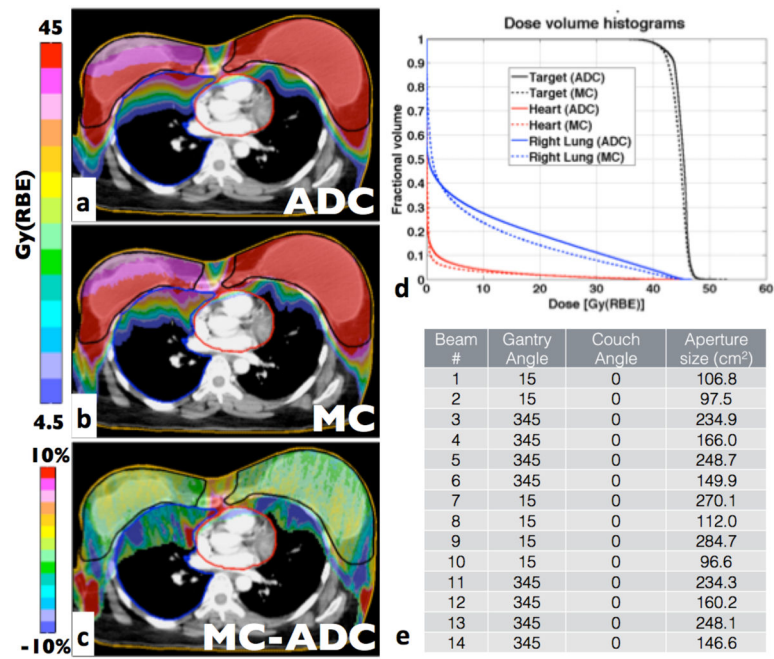 45
Gy(RBE)
4.5
a
ADC
b
MC
10%
-10%
c
MC-ADC
Dose volume histograms
Fractional volume
1
0.9
0.8
0.7
0.6
0.5
0.4
0.3
0.2
0.1
0
Target (ADC)
Target (MC)
Heart (ADC)
Heart (MC)
Right Lung (ADC)
Right Lung (MC)
0 10 20 30 40 50 60
Dose [Gy(RBE)]
d
Beam # Gantry Angle Couch Angle Aperture size (cm²)
1 15 0 106.8
2 15 0 97.5
3 345 0 234.9
4 345 0 166.0
5 345 0 248.7
6 345 0 149.9
7 15 0 270.1
8 15 0 112.0
9 15 0 284.7
10 15 0 96.6
11 345 0 234.3
12 345 0 160.2
13 345 0 248.1
14 345 0 146.6
e